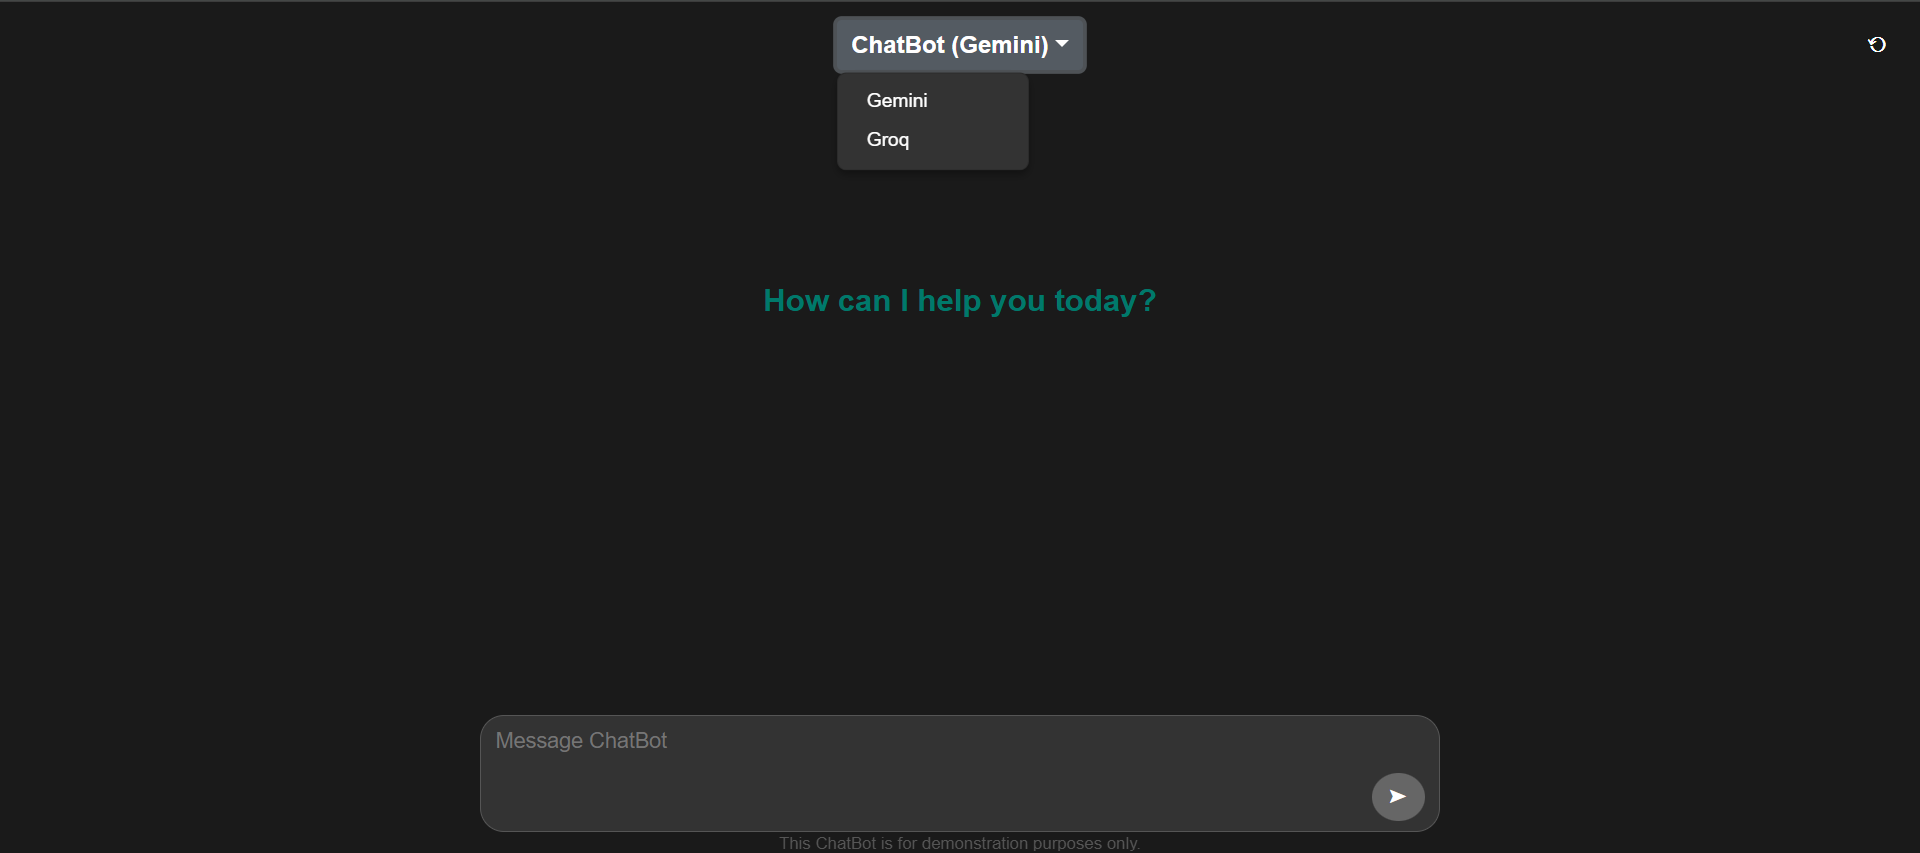 ChatBot (Gemini)
Gemini
Groq
How can I help you today?
Message ChatBot
This ChatBot is for demonstration purposes only.